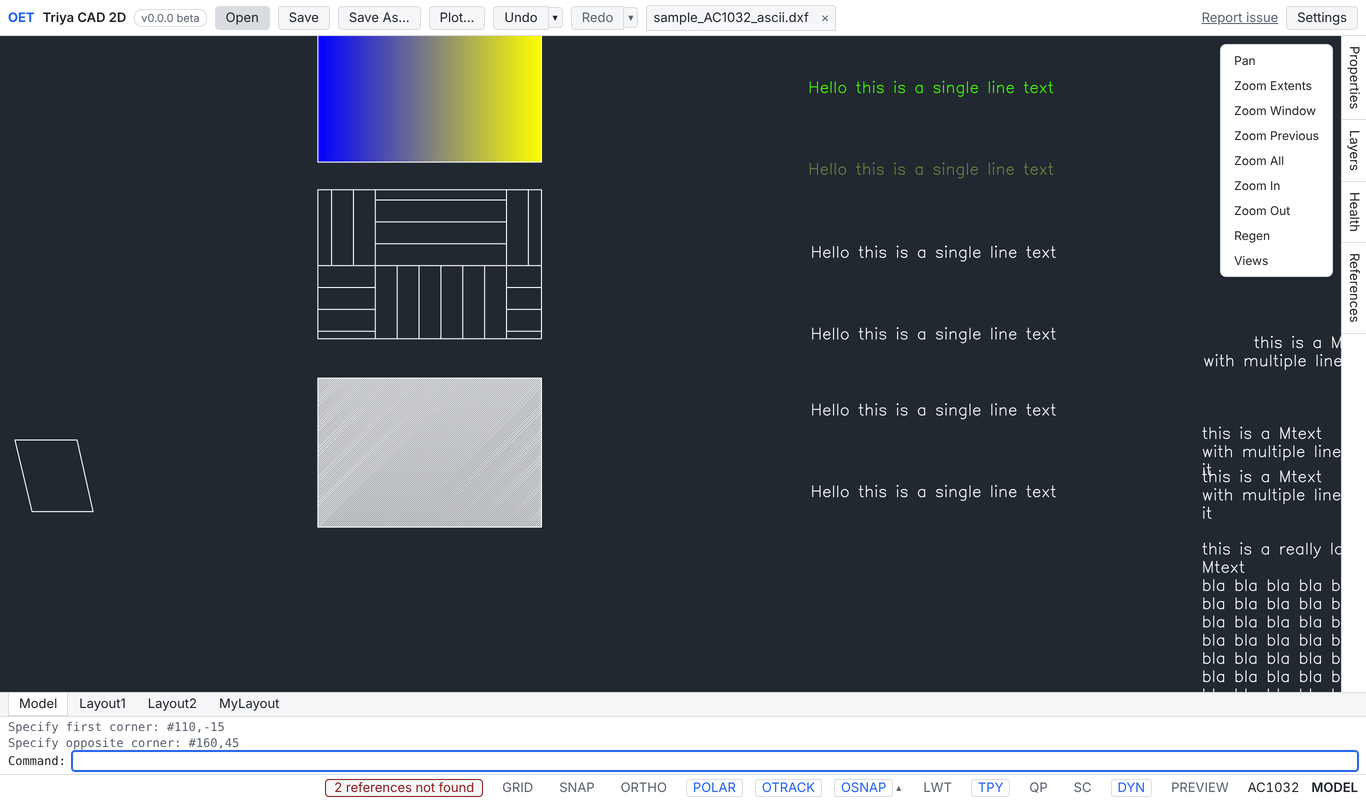 OET Triya CAD 2D v0.0.0 beta Open Save Save As... Plot... Undo ▾ Redo ▾ sample_AC1032_ascii.dxf × Report issue Settings
Pan
Zoom Extents
Zoom Window
Zoom Previous
Zoom All
Zoom In
Zoom Out
Regen
Views
Properties
Layers
Health
References
Hello this is a single line text
Hello this is a single line text
Hello this is a single line text
Hello this is a single line text
Hello this is a single line text
Hello this is a single line text
this is a M
with multiple line
this is a Mtext
with multiple line
it
this is a Mtext
with multiple line
it
this is a really lo
Mtext
bla bla bla bla b
bla bla bla bla b
bla bla bla bla b
bla bla bla bla b
bla bla bla bla b
bla bla bla bla b
Model Layout1 Layout2 MyLayout
Specify first corner: #110,-15
Specify opposite corner: #160,45
Command:
2 references not found GRID SNAP ORTHO POLAR OTRACK OSNAP ▴ LWT TPY QP SC DYN PREVIEW AC1032 MODEL